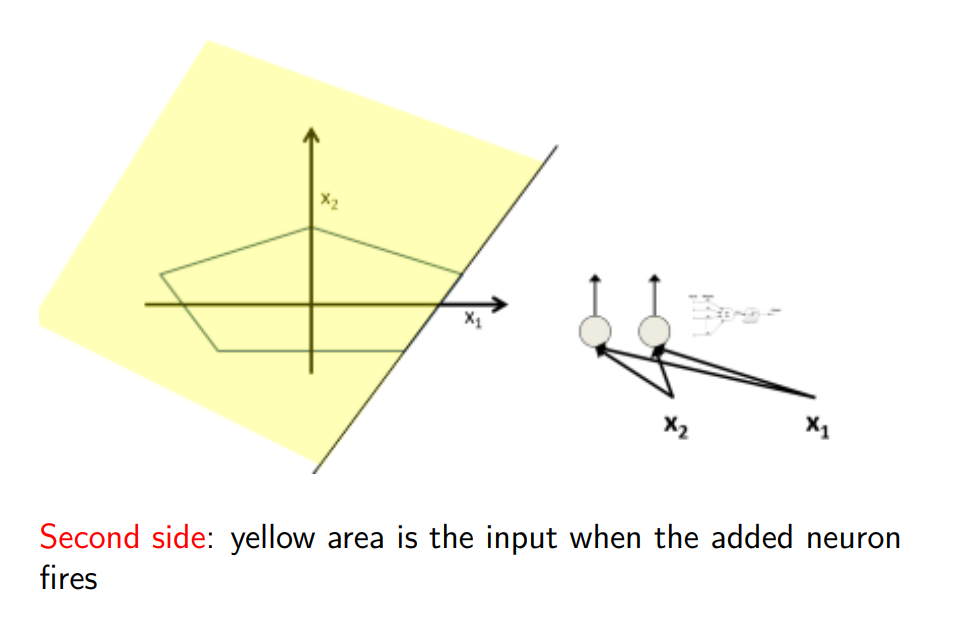 x₂
x₁
x₂
x₁
Second side: yellow area is the input when the added neuron
fires